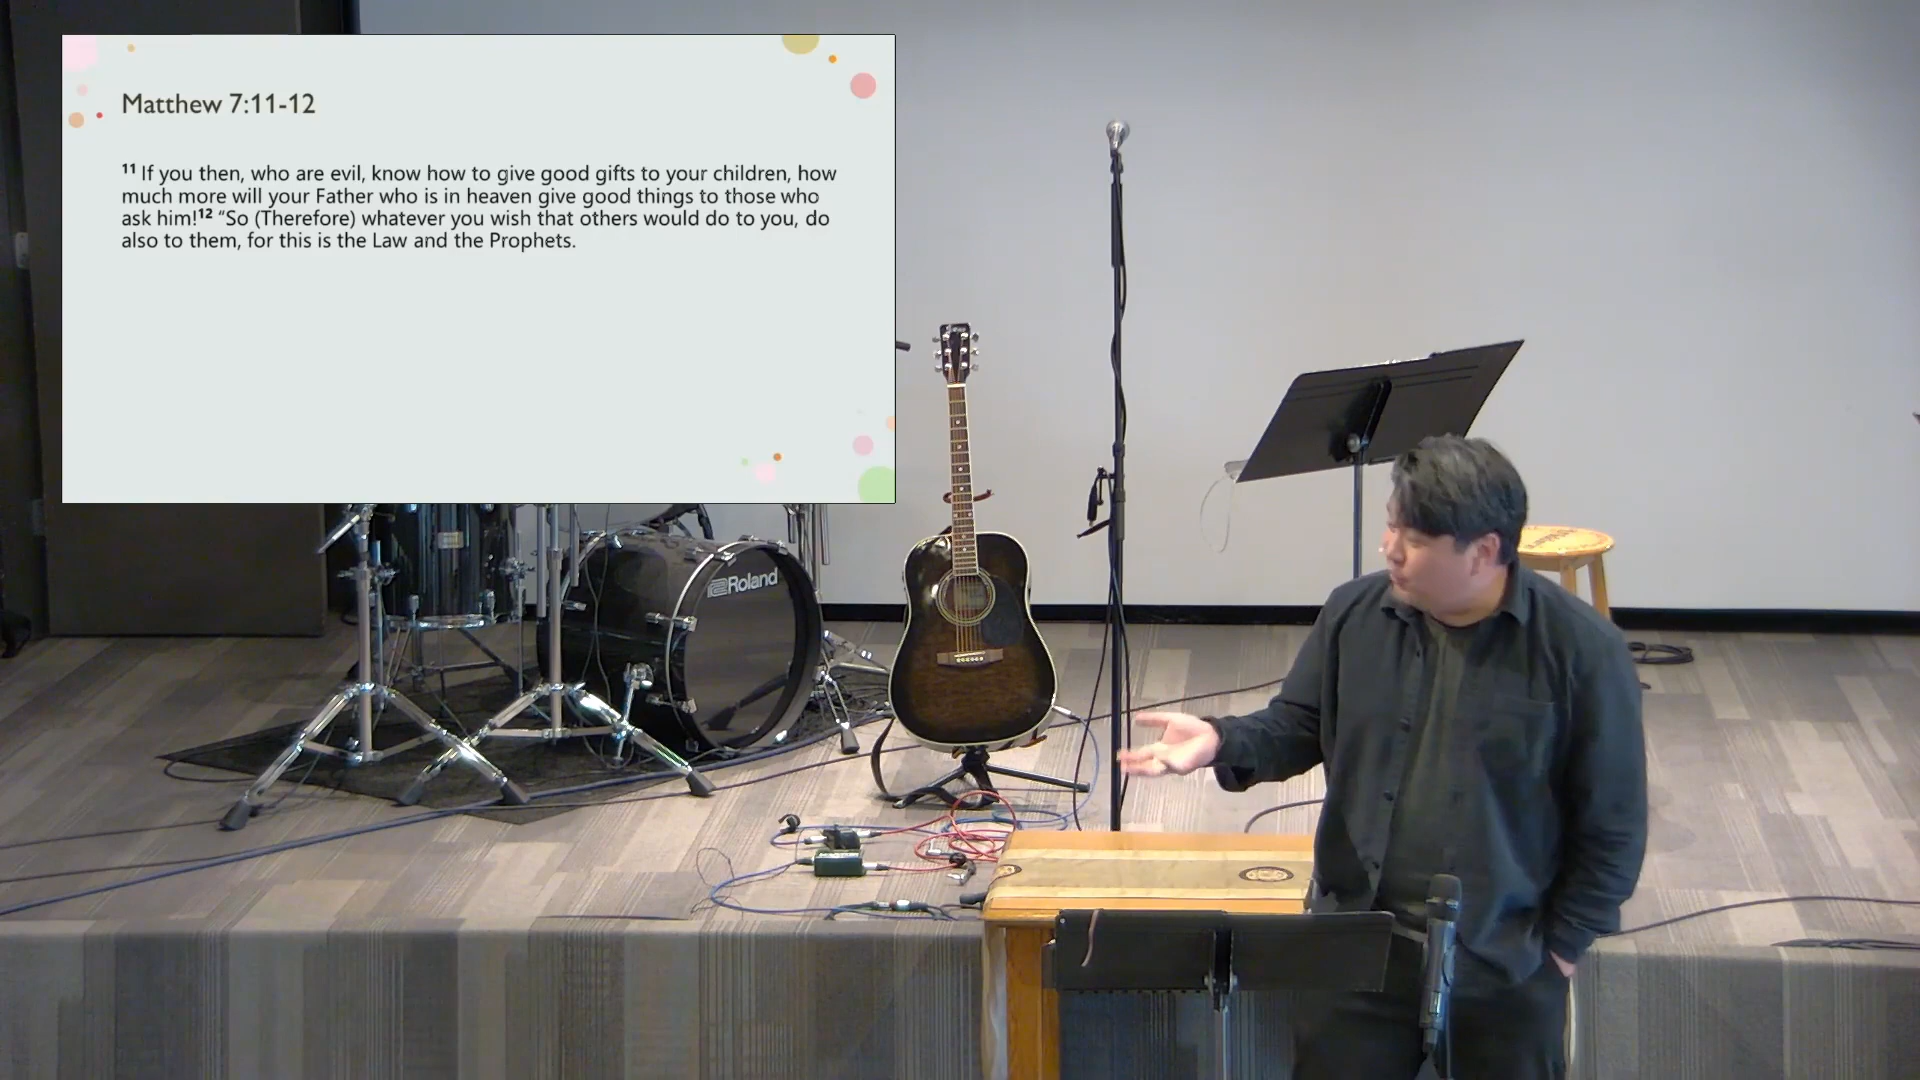 Matthew 7:11-12
11 If you then, who are evil, know how to give good gifts to your children, how
much more will your Father who is in heaven give good things to those who
ask him!12 “So (Therefore) whatever you wish that others would do to you, do
also to them, for this is the Law and the Prophets.
Roland